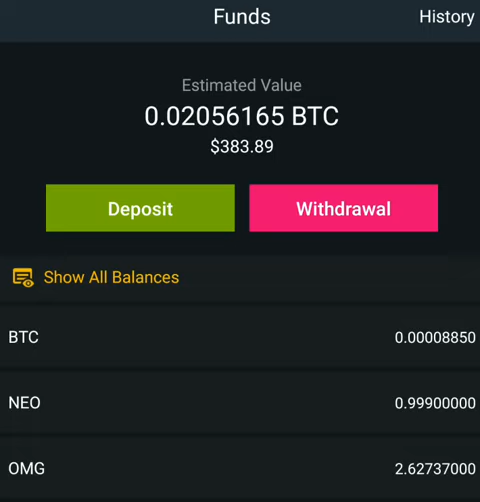 Funds History
Estimated Value
0.02056165 BTC
$383.89
Deposit Withdrawal
Show All Balances
BTC 0.00008850
NEO 0.99900000
OMG 2.62737000